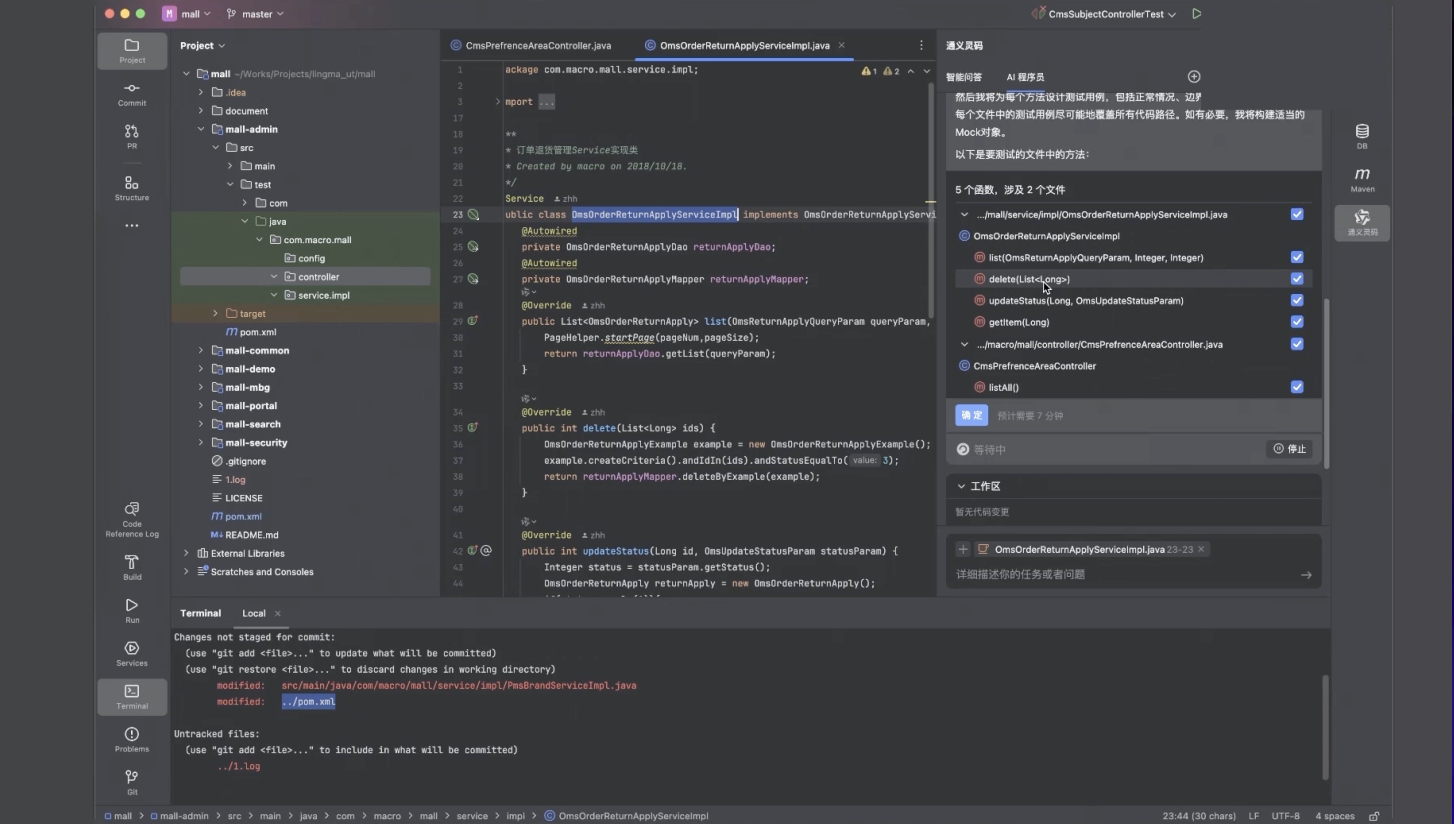 M mall master
CmsSubjectControllerTest
Project
Commit
PR
Structure
Code
Reference Log
Build
Run
Services
Terminal
Problems
Git
Project
mall ~/Works/Projects/lingma_ut/mall
.idea
document
mall-admin
src
main
test
com
java
com.macro.mall
config
controller
service.impl
target
pom.xml
mall-common
mall-demo
mall-mbg
mall-portal
mall-search
mall-security
.gitignore
1.log
LICENSE
pom.xml
README.md
External Libraries
Scratches and Consoles
CmsPrefrenceAreaController.java
OmsOrderReturnApplyServiceImpl.java
1 2
1 ackage com.macro.mall.service.impl;
2
3 mport ...
17
18 **
19 * 订单退货管理Service实现类
20 * Created by macro on 2018/10/18.
21 */
22 Service zhh
23 ublic class OmsOrderReturnApplyServiceImpl implements OmsOrderReturnApplyServi
24 @Autowired
25 private OmsOrderReturnApplyDao returnApplyDao;
26 @Autowired
27 private OmsOrderReturnApplyMapper returnApplyMapper;
28 @Override zhh
29 public List<OmsOrderReturnApply> list(OmsReturnApplyQueryParam queryParam,
30 PageHelper.startPage(pageNum,pageSize);
31 return returnApplyDao.getList(queryParam);
32 }
33
34 @Override zhh
35 public int delete(List<Long> ids) {
36 OmsOrderReturnApplyExample example = new OmsOrderReturnApplyExample();
37 example.createCriteria().andIdIn(ids).andStatusEqualTo( value: 3);
38 return returnApplyMapper.deleteByExample(example);
39 }
40
41 @Override zhh
42 public int updateStatus(Long id, OmsUpdateStatusParam statusParam) {
43 Integer status = statusParam.getStatus();
44 OmsOrderReturnApply returnApply = new OmsOrderReturnApply();
通义灵码
智能问答 AI 程序员
然后我将为每个方法设计测试用例，包括正常情况、边界
每个文件中的测试用例尽可能地覆盖所有代码路径。如有必要，我将构建适当的
Mock对象。
以下是要测试的文件中的方法：
5 个函数，涉及 2 个文件
.../mall/service/impl/OmsOrderReturnApplyServiceImpl.java
OmsOrderReturnApplyServiceImpl
list(OmsReturnApplyQueryParam, Integer, Integer)
delete(List<Long>)
updateStatus(Long, OmsUpdateStatusParam)
getItem(Long)
.../macro/mall/controller/CmsPrefrenceAreaController.java
CmsPrefrenceAreaController
listAll()
确定 预计需要 7 分钟
等待中 停止
工作区
暂无代码变更
OmsOrderReturnApplyServiceImpl.java 23-23
详细描述你的任务或者问题
DB
Maven
通义灵码
Terminal Local
Changes not staged for commit:
(use "git add <file>..." to update what will be committed)
(use "git restore <file>..." to discard changes in working directory)
modified: src/main/java/com/macro/mall/service/impl/PmsBrandServiceImpl.java
modified: ../pom.xml
Untracked files:
(use "git add <file>..." to include in what will be committed)
../1.log
mall mall-admin src main java com macro mall service impl OmsOrderReturnApplyServiceImpl
23:44 (30 chars) LF UTF-8 4 spaces